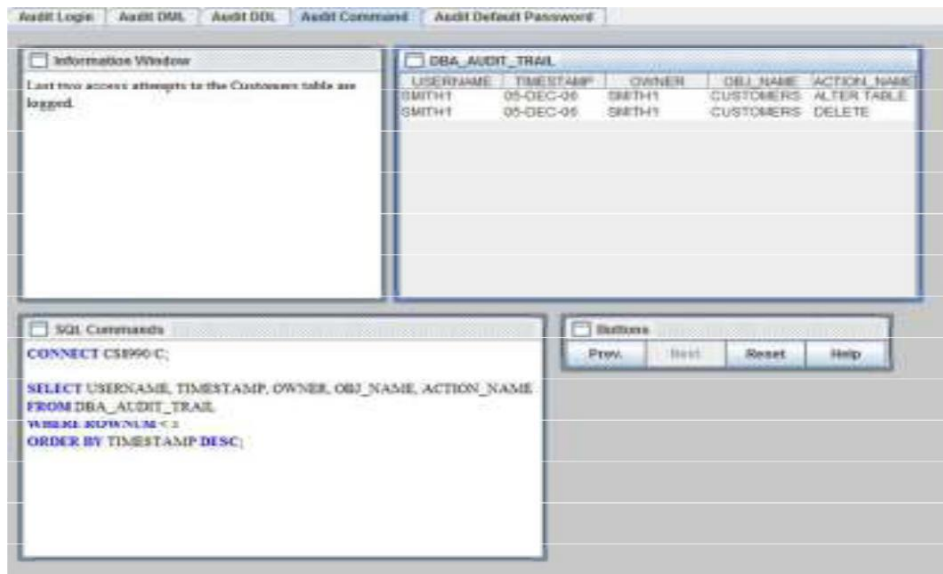 Audit Login Audit DML Audit DDL Audit Command Audit Default Password
Information Window
Last two access attempts to the Customers table are
logged.
DBA_AUDIT_TRAIL
USERNAME TIMESTAMP OWNER OBJ_NAME ACTION_NAME
SMITH1 05-DEC-06 SMITH1 CUSTOMERS ALTER TABLE
SMITH1 05-DEC-06 SMITH1 CUSTOMERS DELETE
SQL Commands
CONNECT
SELECT USERNAME, TIMESTAMP, OWNER, OBJ_NAME, ACTION_NAME
FROM DBA_AUDIT_TRAIL
WHERE ROWNUM <
ORDER BY TIMESTAMP DESC;
Buttons
Prev. Next Reset Help